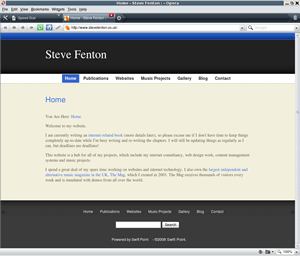 Home - Steve Fenton - Opera
File Edit View Bookmarks Widgets Tools Help
Speed Dial
Home - Steve Fenton
http://www.stevefenton.co.uk/
Steve Fenton
Home Publications Websites Music Projects Gallery Blog Contact
Home
You Are Here: Home
Welcome to my website.
I am currently writing an internet-related book (more details later), so please excuse me if I don't have time to keep things
completely up to date while I'm busy writing and re-writing the chapters. I will still be updating things as regularly as I
can, but deadlines are deadlines!
This website is a hub for all of my projects, which include my internet consultancy, web design work, content management
systems and music projects.
I spend a great deal of my spare time working on websites and internet technology. I also own the largest independent and
alternative music magazine in the UK, The Mag, which I created in 2001. The Mag receives thousands of visitors every
week and is translated with demos from all over the world.
Home Publications Websites Music Projects Gallery Blog Contact
Search
Powered by Swift Point ©2008 Swift Point
100%